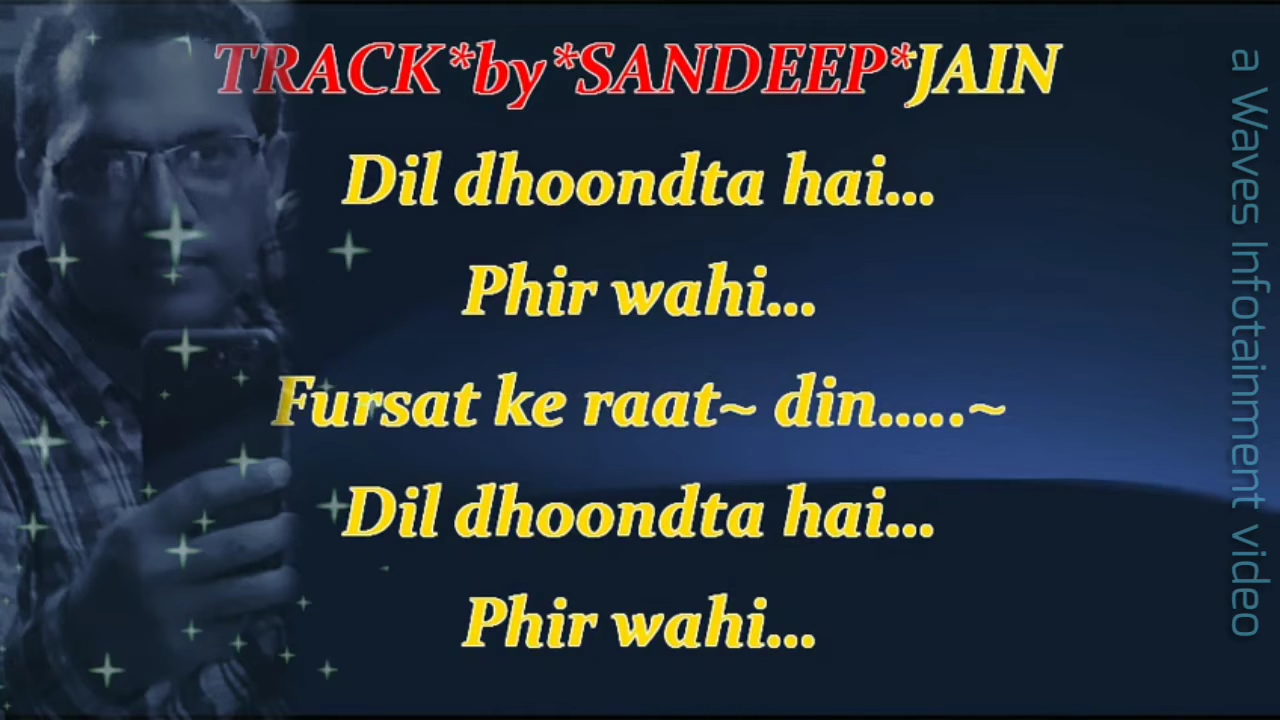 TRACK*by*SANDEEP*JAIN
Dil dhoondta hai...
Phir wahi...
Fursat ke raat~ din.....~
Dil dhoondta hai...
Phir wahi...
a Waves Infotainment video